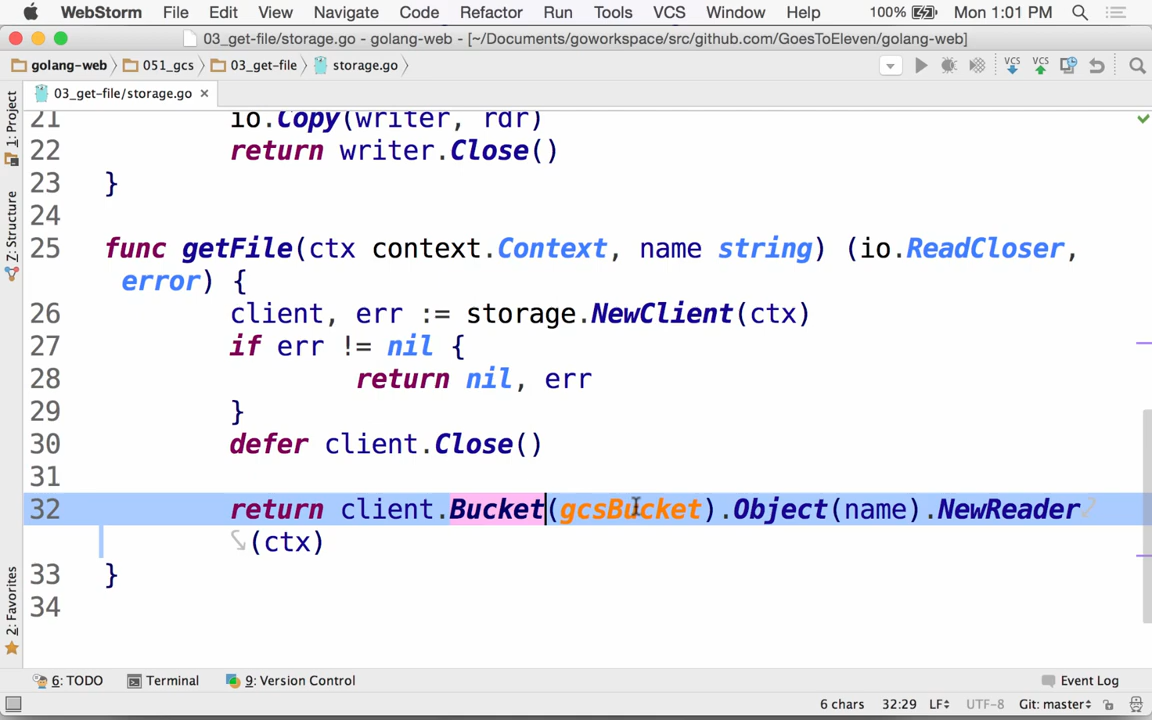 WebStorm File Edit View Navigate Code Refactor Run Tools VCS Window Help 100% Mon 1:01 PM
03_get-file/storage.go - golang-web - [~/Documents/goworkspace/src/github.com/GoesToEleven/golang-web]
golang-web 051_gcs 03_get-file storage.go VCS VCS
03_get-file/storage.go ×
1: Project
Z: Structure
2: Favorites
21 io.Copy(writer, rdr)
22 return writer.Close()
23 }
24
25 func getFile(ctx context.Context, name string) (io.ReadCloser,
error) {
26 client, err := storage.NewClient(ctx)
27 if err != nil {
28 return nil, err
29 }
30 defer client.Close()
31
32 return client.Bucket(gcsBucket).Object(name).NewReader
(ctx)
33 }
34
6: TODO Terminal 9: Version Control Event Log
6 chars 32:29 LF UTF-8 Git: master